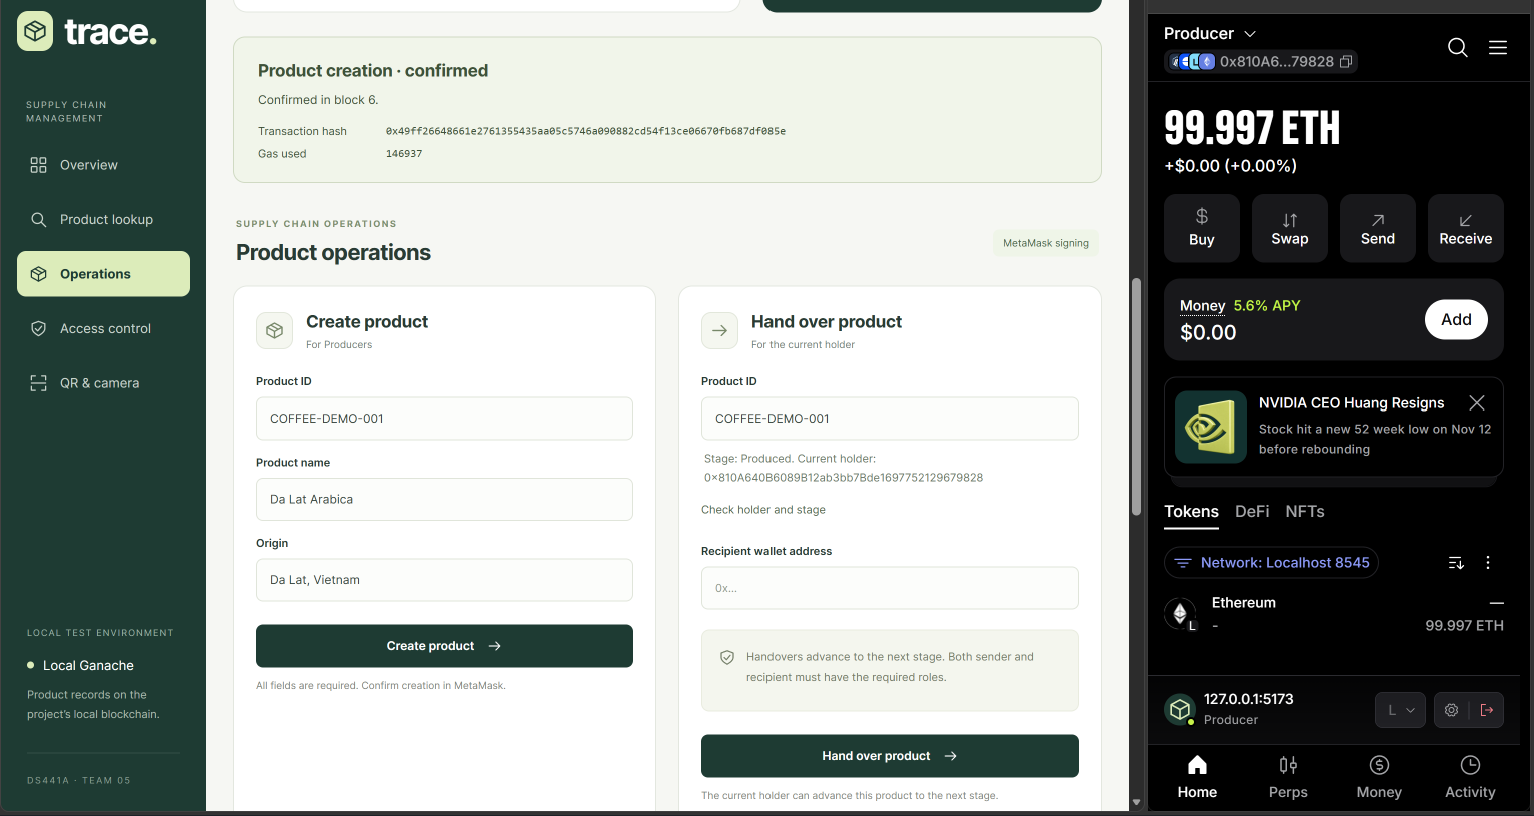 trace.
SUPPLY CHAIN
MANAGEMENT
Overview
Product lookup
Operations
Access control
QR & camera
LOCAL TEST ENVIRONMENT
Local Ganache
Product records on the
project's local blockchain.
DS441A · TEAM 05
Product creation · confirmed
Confirmed in block 6.
Transaction hash 0x49ff26648661e2761355435aa05c5746a090882cd54f13ce06670fb687df085e
Gas used 146937
SUPPLY CHAIN OPERATIONS
Product operations
MetaMask signing
Create product
For Producers
Product ID
COFFEE-DEMO-001
Product name
Da Lat Arabica
Origin
Da Lat, Vietnam
Create product →
All fields are required. Confirm creation in MetaMask.
Hand over product
For the current holder
Product ID
COFFEE-DEMO-001
Stage: Produced. Current holder:
0×810A640B6089B12ab3bb7Bde1697752129679828
Check holder and stage
Recipient wallet address
0x...
Handovers advance to the next stage. Both sender and
recipient must have the required roles.
Hand over product →
The current holder can advance this product to the next stage.
Producer
0x810A6...79828
99.997 ETH
+$0.00 (+0.00%)
Buy
Swap
Send
Receive
Money 5.6% APY
$0.00
Add
NVIDIA CEO Huang Resigns
Stock hit a new 52 week low on Nov 12
before rebounding
Tokens DeFi NFTs
Network: Localhost 8545
Ethereum —
- 99.997 ETH
L
127.0.0.1:5173
Producer
L
Home
Perps
Money
Activity